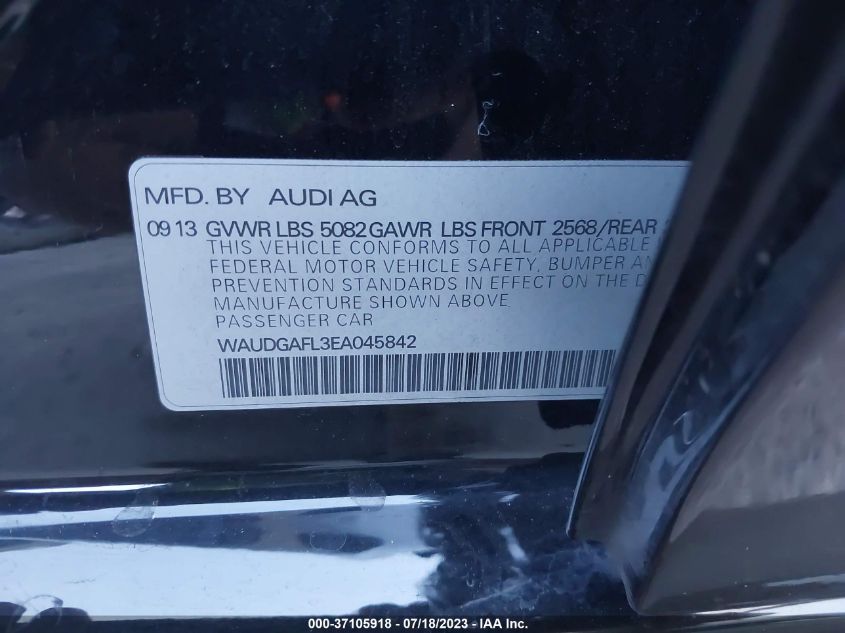 MFD. BY AUDI AG
09 13 GVWR LBS 5082 GAWR LBS FRONT 2568/REAR
THIS VEHICLE CONFORMS TO ALL APPLICABLE
FEDERAL MOTOR VEHICLE SAFETY, BUMPER
PREVENTION STANDARDS IN EFFECT ON THE
MANUFACTURE SHOWN ABOVE
PASSENGER CAR
WAUDGAFL3EA045842
000-37105918 - 07/18/2023 - IAA Inc.